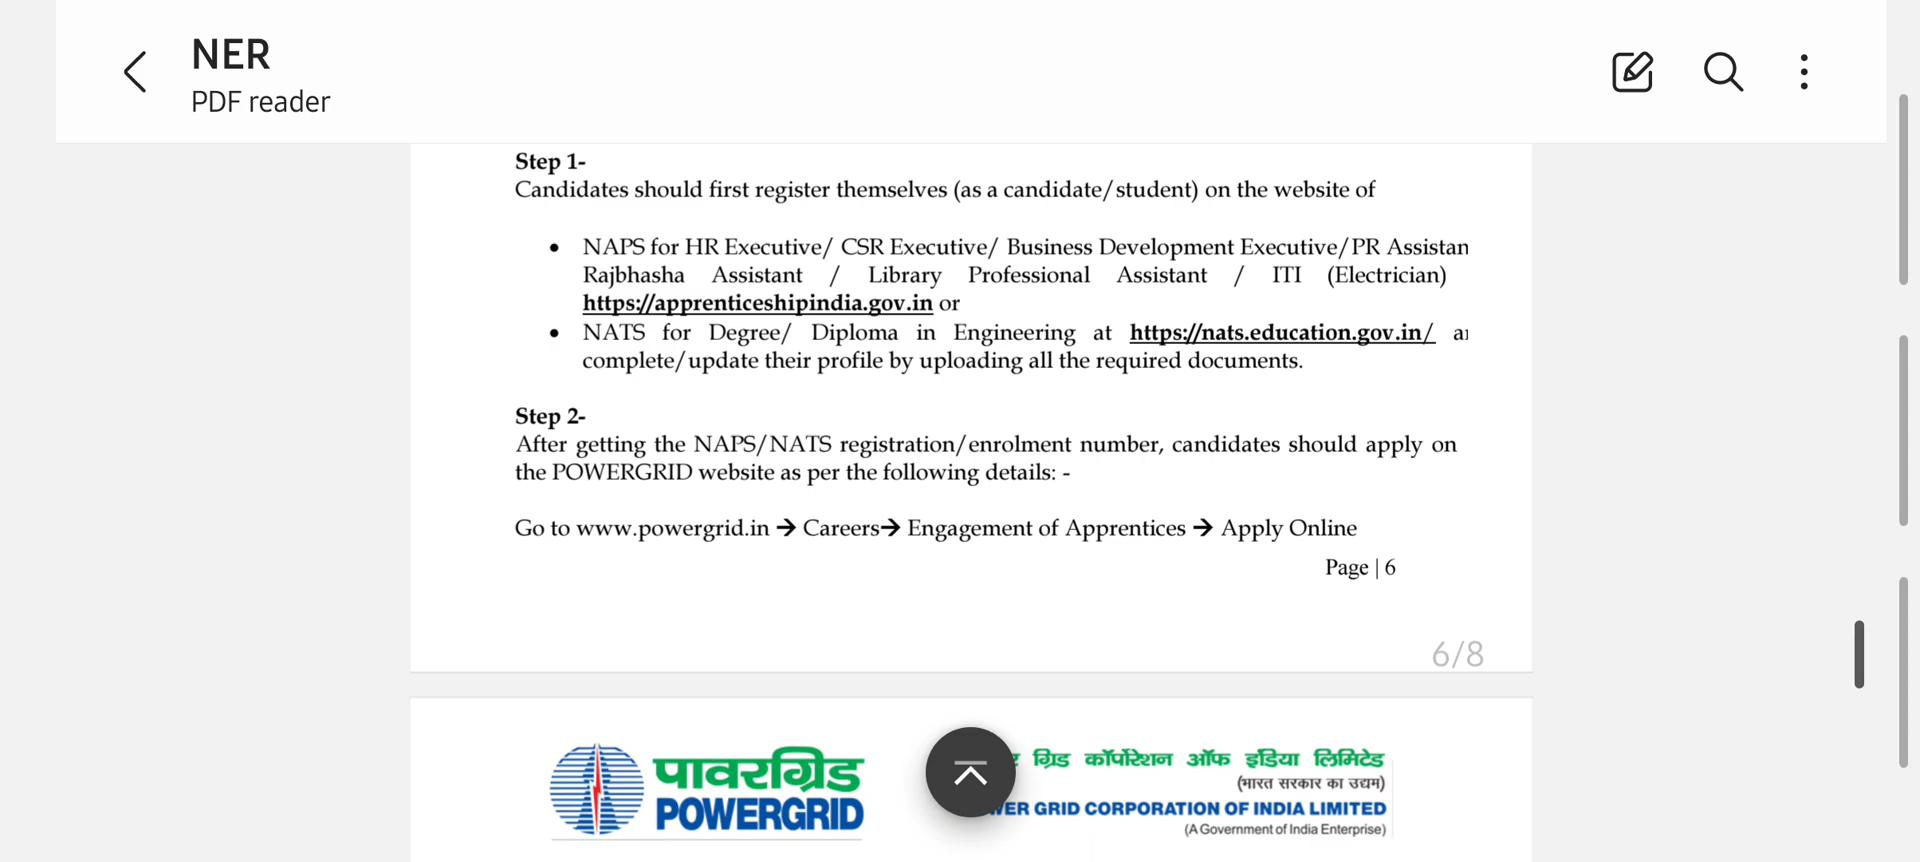 NER
PDF reader
Step 1-
Candidates should first register themselves (as a candidate/student) on the website of
• NAPS for HR Executive/ CSR Executive/ Business Development Executive/PR Assistan
Rajbhasha Assistant / Library Professional Assistant / ITI (Electrician)
https://apprenticeshipindia.gov.in or
• NATS for Degree/ Diploma in Engineering at https://nats.education.gov.in/ a
complete/update their profile by uploading all the required documents.
Step 2-
After getting the NAPS/NATS registration/enrolment number, candidates should apply on
the POWERGRID website as per the following details: -
Go to www.powergrid.in → Careers→ Engagement of Apprentices → Apply Online
Page | 6
6/8
पावरग्रिड
POWERGRID
ग्रिड कॉर्पोरेशन ऑफ इंडिया लिमिटेड
(भारत सरकार का उद्यम)
WER GRID CORPORATION OF INDIA LIMITED
(A Government of India Enterprise)